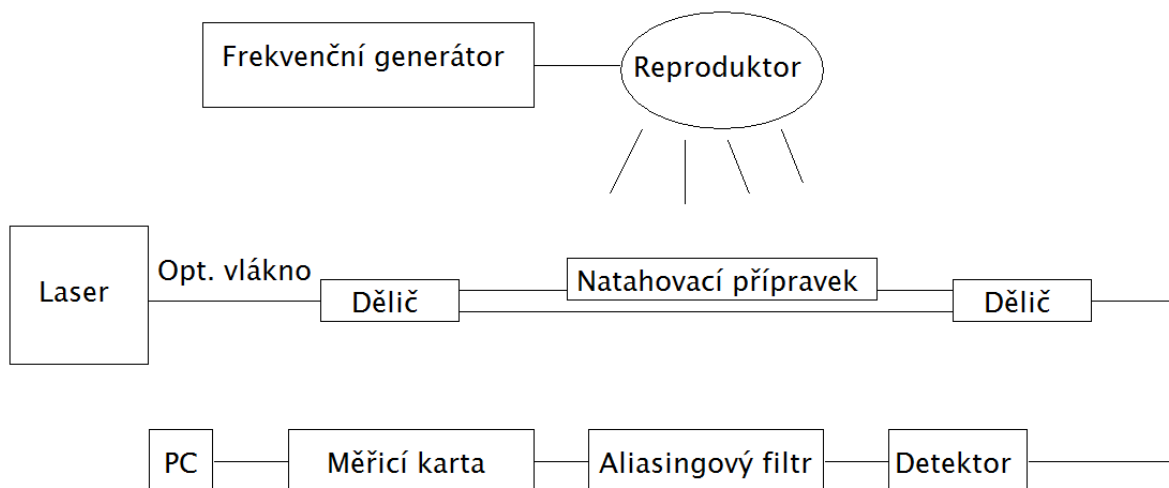 Frekvenční generátor
Reproduktor
Opt. vlákno
Laser
Dělič
Natahovací přípravek
Dělič
PC
Měřicí karta
Aliasingový filtr
Detektor